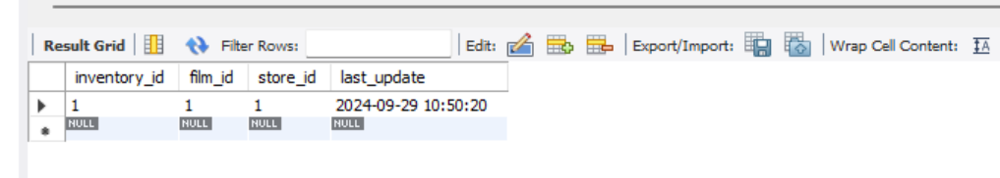 Result Grid Filter Rows: Edit: Export/Import: Wrap Cell Content: IA
inventory_id film_id store_id last_update
1 1 1 2024-09-29 10:50:20
NULL NULL NULL NULL